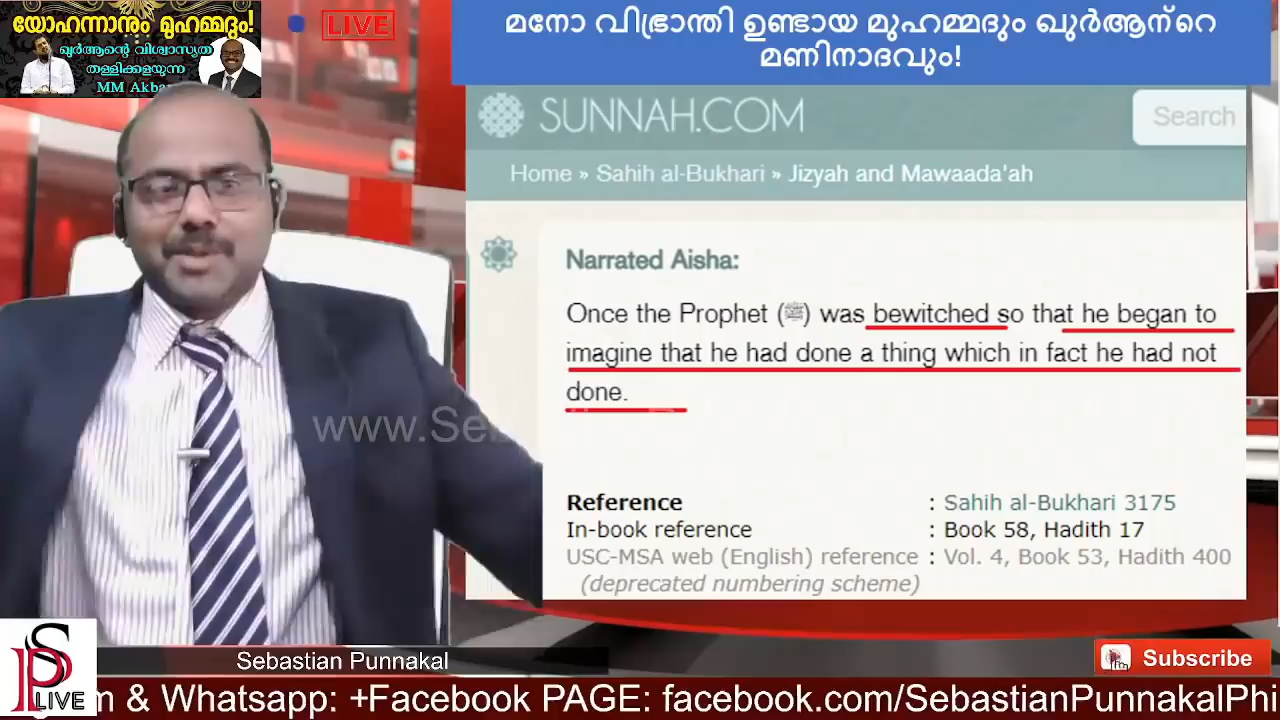 യോഹന്നാനും മുഹമ്മദും!
ഖുർആന്റെ വിശ്വാസ്യത
തള്ളിക്കളയുന്ന
MM Akba
LIVE
മനോ വിഭ്രാന്തി ഉണ്ടായ മുഹമ്മദും ഖുർആന്റെ
മണിനാദവും!
SUNNAH.COM
Search
Home » Sahih al-Bukhari » Jizyah and Mawaada'ah
Narrated Aisha:
Once the Prophet (ﷺ) was bewitched so that he began to
imagine that he had done a thing which in fact he had not
done.
www.Se
Reference : Sahih al-Bukhari 3175
In-book reference : Book 58, Hadith 17
USC-MSA web (English) reference : Vol. 4, Book 53, Hadith 400
(deprecated numbering scheme)
SP LIVE
Sebastian Punnakal
Subscribe
m & Whatsapp: +Facebook PAGE: facebook.com/SebastianPunnakalPhi